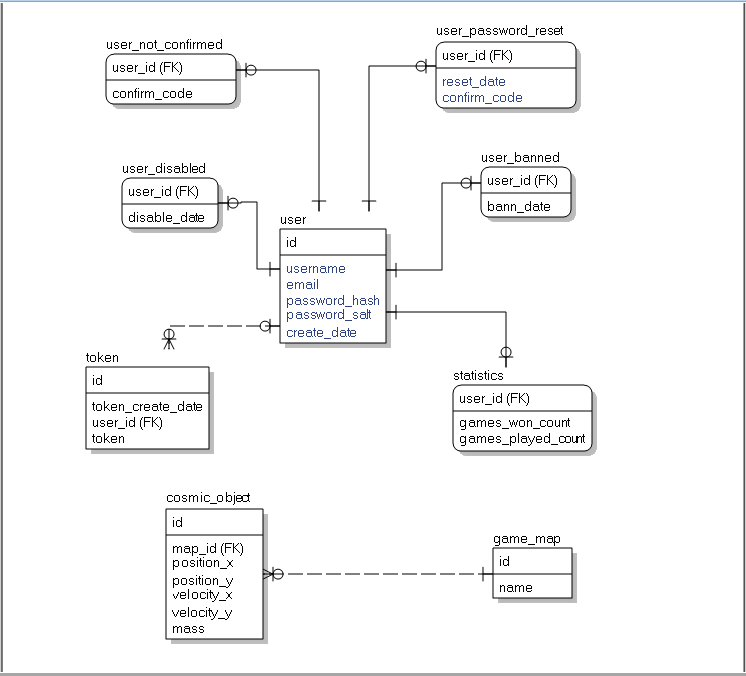 user_not_confirmed
user_id (FK)
confirm_code
user_password_reset
user_id (FK)
reset_date
confirm_code
user_disabled
user_id (FK)
disable_date
user_banned
user_id (FK)
bann_date
user
id
username
email
password_hash
password_salt
create_date
token
id
token_create_date
user_id (FK)
token
statistics
user_id (FK)
games_won_count
games_played_count
cosmic_object
id
map_id (FK)
position_x
position_y
velocity_x
velocity_y
mass
game_map
id
name